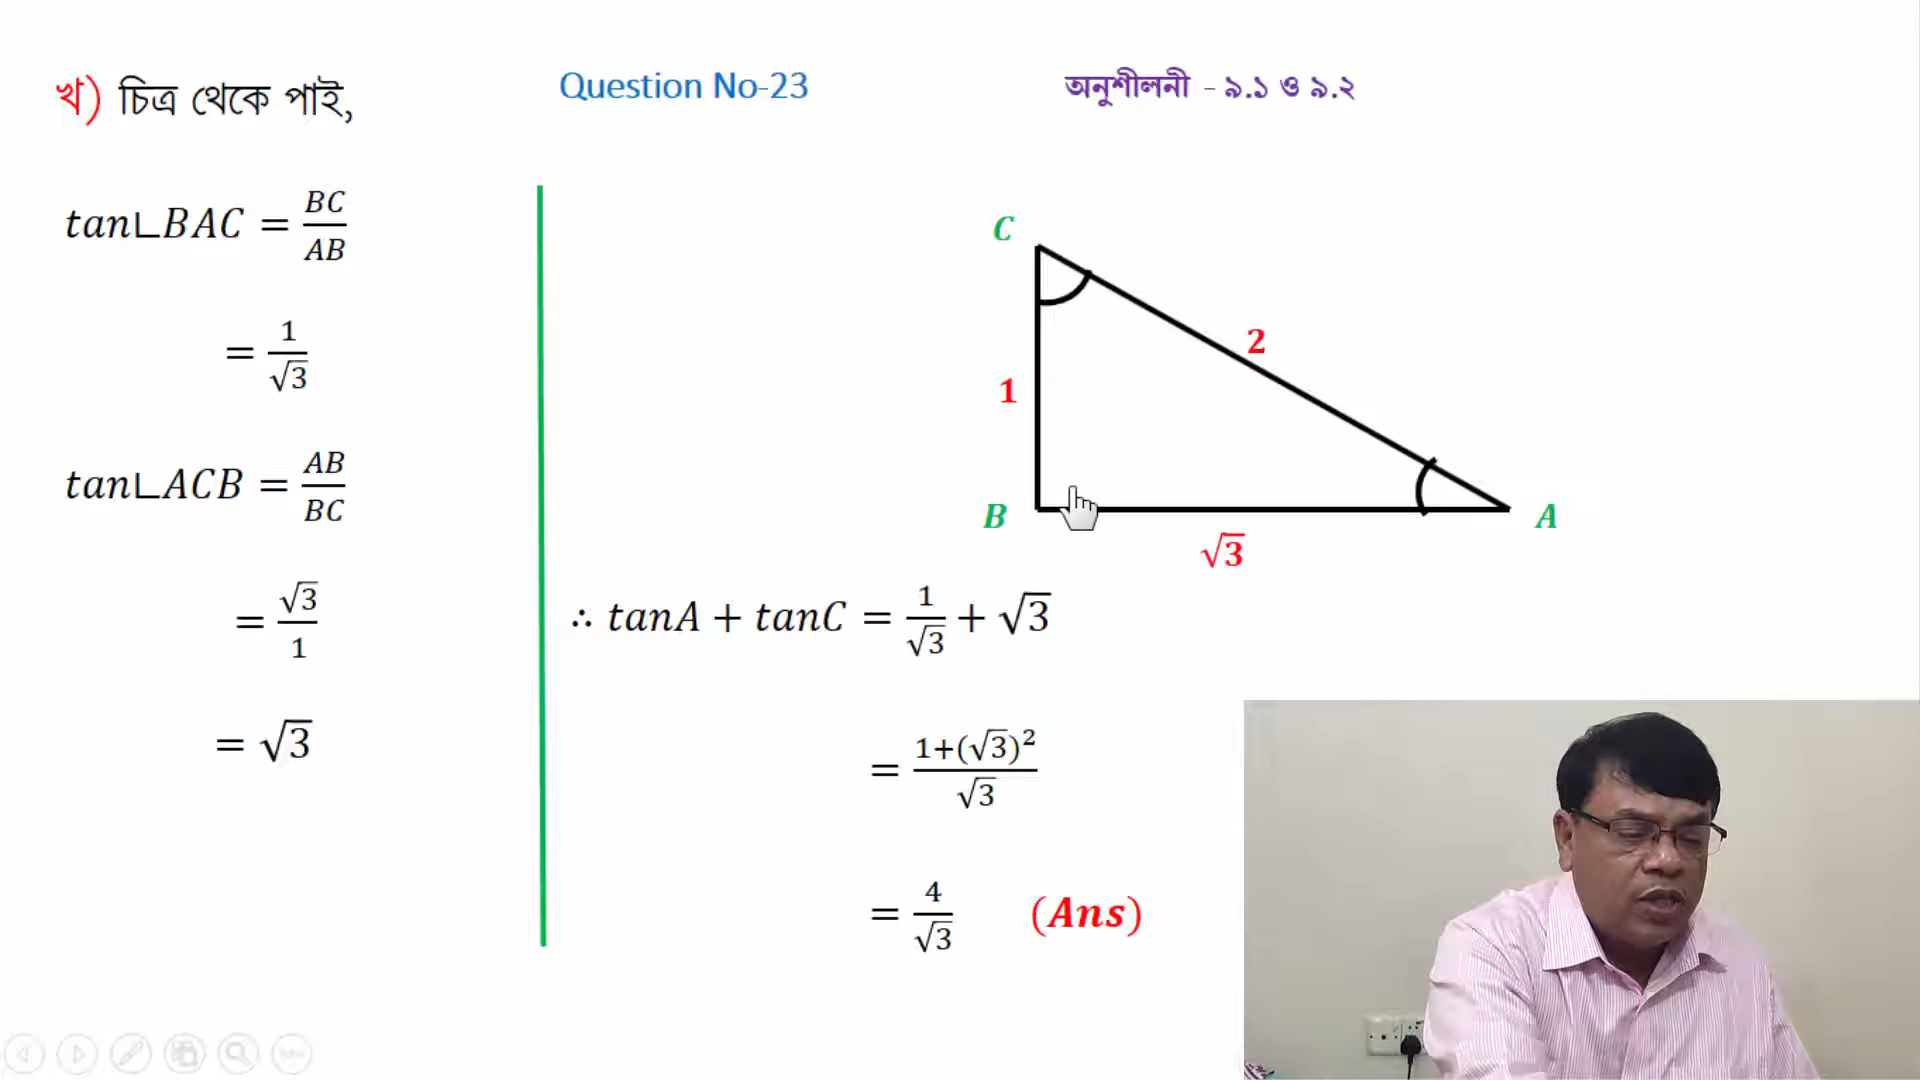 খ) চিত্র থেকে পাই,
Question No-23
অনুশীলনী - ৯.১ ও ৯.২
tan∟BAC = BC/AB
= 1/√3
tan∟ACB = AB/BC
= √3/1
= √3
C
2
1
B
A
√3
∴ tanA + tanC = 1/√3 + √3
= 1+(√3)²/√3
= 4/√3 (Ans)